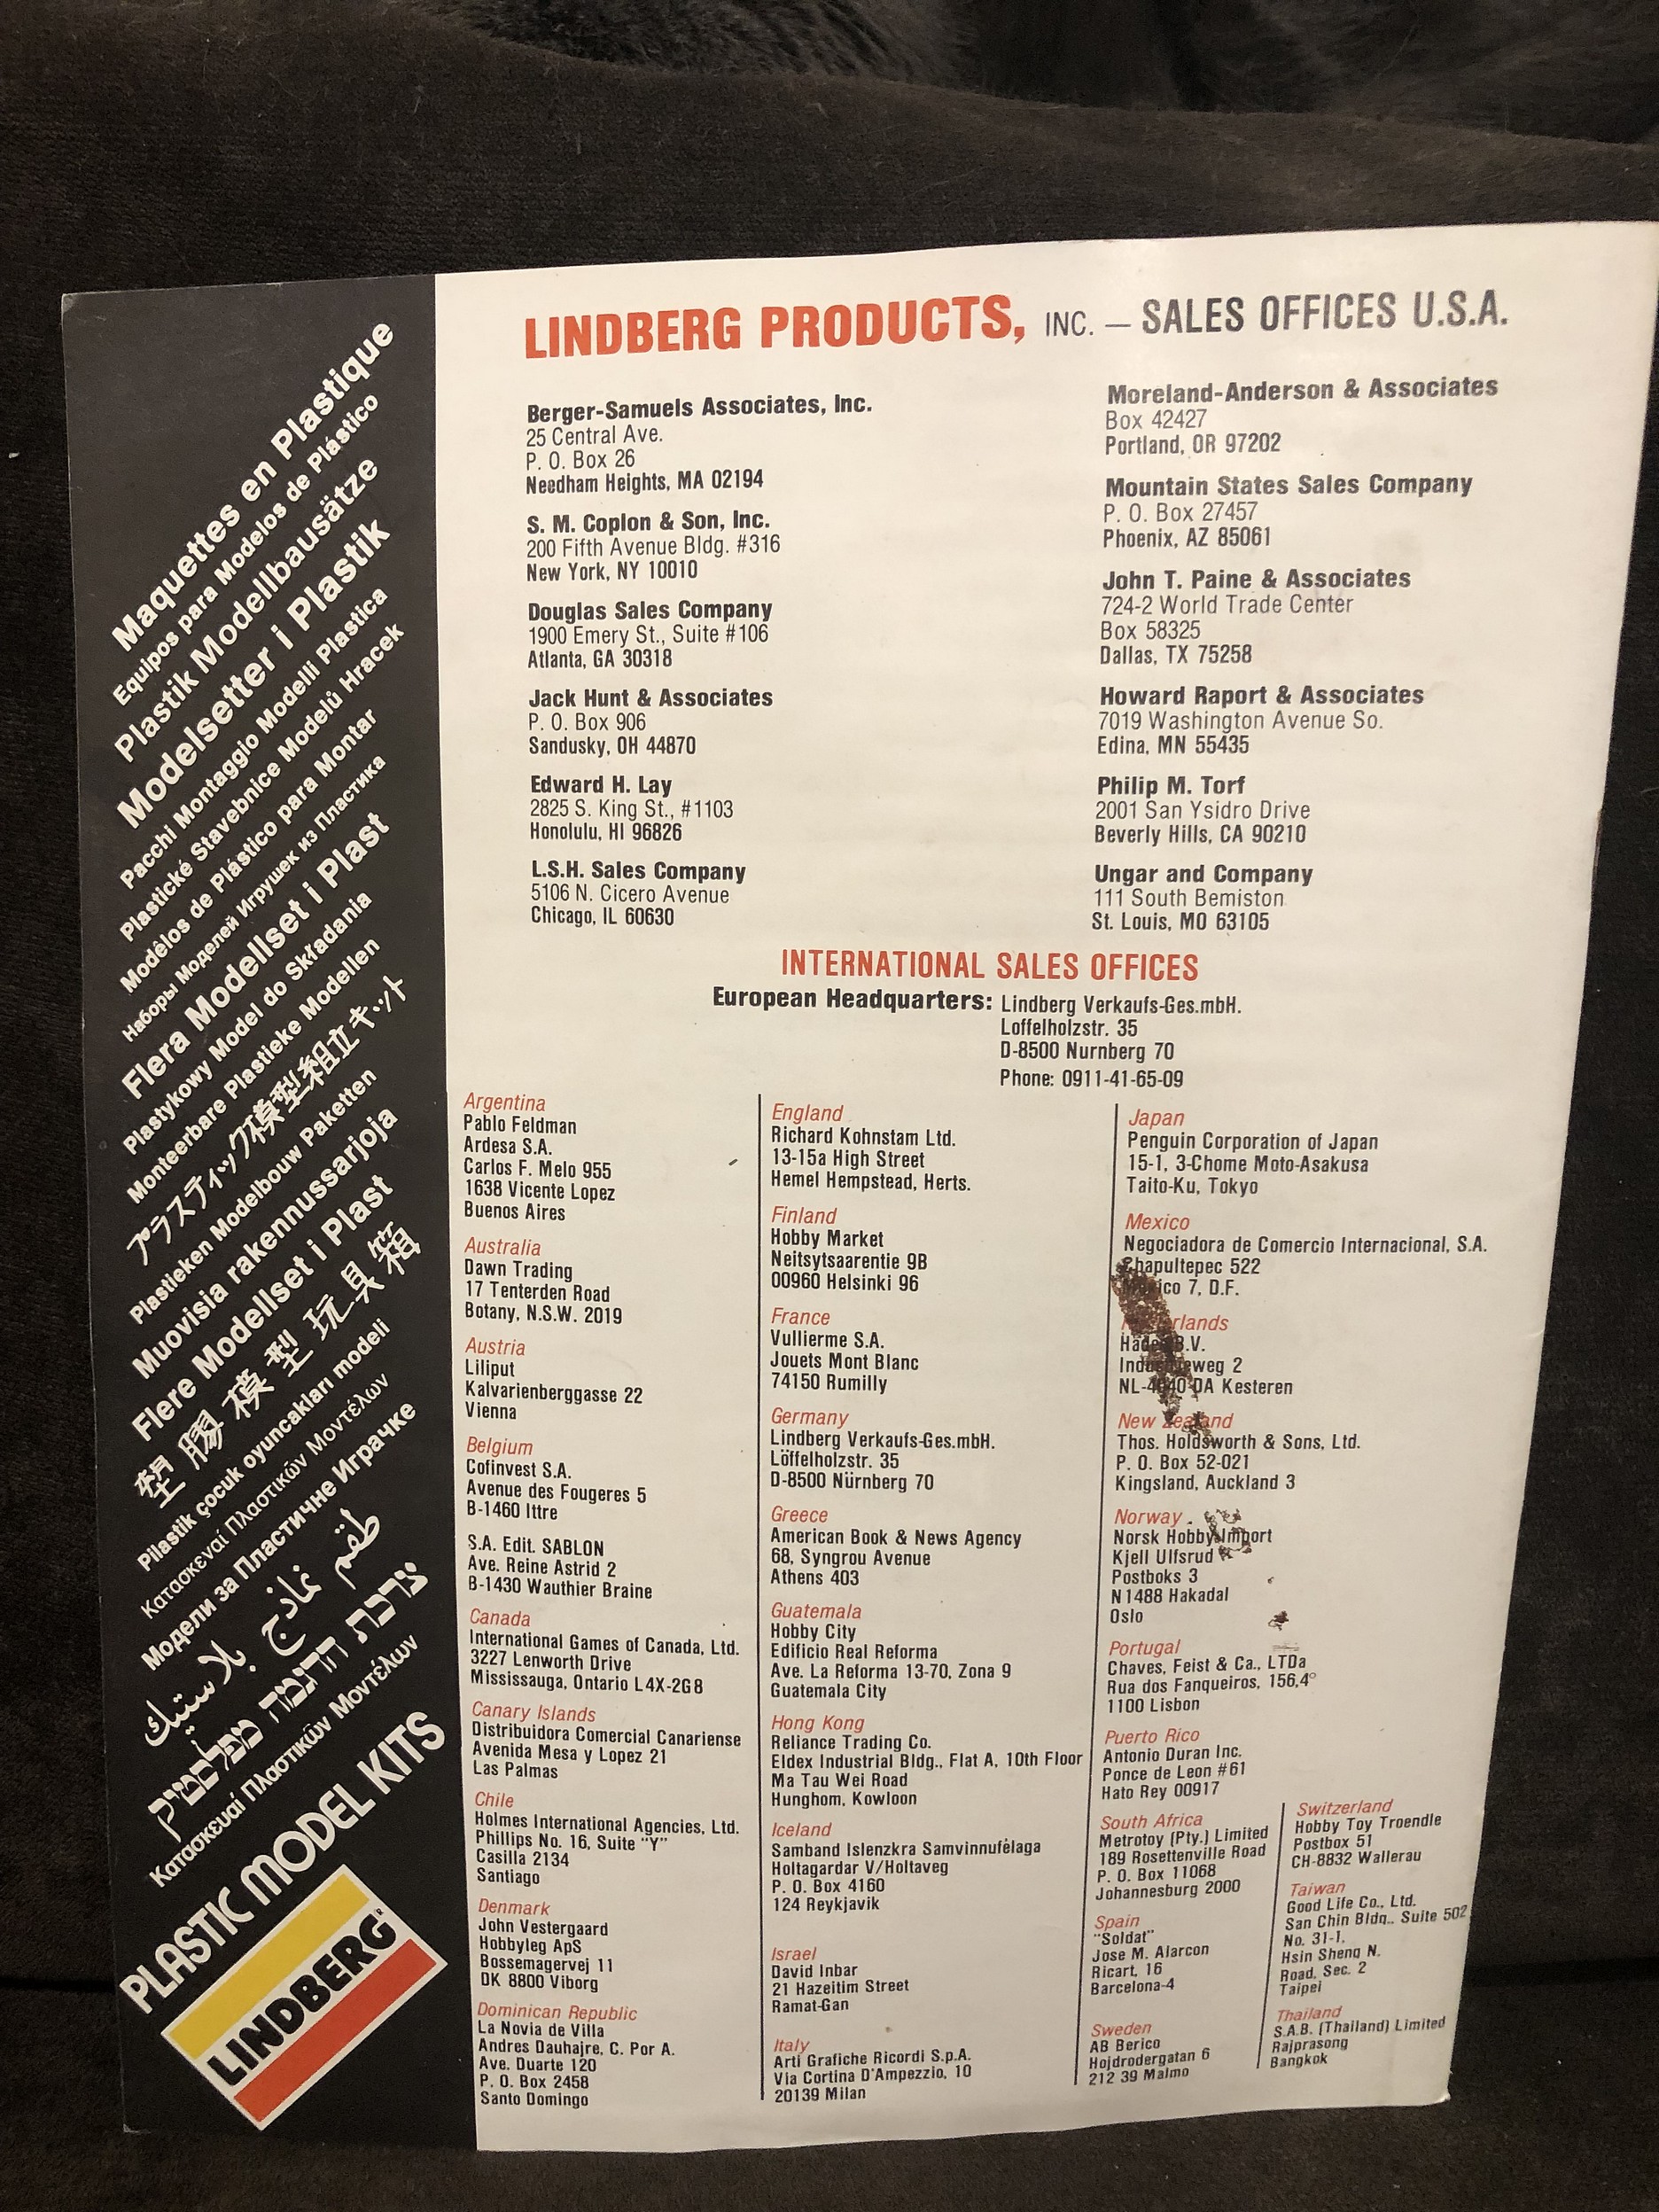 Maquettes en Plastique
Equipos para Modelos de Plástico
Plastik Modellbausätze
Modelsetter i Plastik
Pacchi Montaggio Modelli Plastica
Plastické Stavebnice Modelů Hracek
Modèlos de Plástico para Montar
Наборы Моделей Игрушек из Пластика
Flera Modellset i Plast
Plastykowy Model do Składania
Monteerbare Plastieke Modellen
プラスティック模型組立キット
Plastieken Modelbouw Paketten
Muovisia rakennussarjoja
Flere Modellset i Plast
塑膠模型玩具箱
Pilastik çocuk oyuncakları modeli
Κατασκεναί Πλαστικών Μοντέλων
Модели за Пластичне Играчке
طقم نماذج بلاستيك
ערכת הדגמה מפלסטיק
Κατασκευαί Πλαστικῶν Μοντέλων
PLASTIC MODEL KITS
LINDBERG
LINDBERG PRODUCTS, INC. — SALES OFFICES U.S.A.
Berger-Samuels Associates, Inc.
25 Central Ave.
P. O. Box 26
Needham Heights, MA 02194
S. M. Coplon & Son, Inc.
200 Fifth Avenue Bldg. #316
New York, NY 10010
Douglas Sales Company
1900 Emery St., Suite #106
Atlanta, GA 30318
Jack Hunt & Associates
P. O. Box 906
Sandusky, OH 44870
Edward H. Lay
2825 S. King St., #1103
Honolulu, HI 96826
L.S.H. Sales Company
5106 N. Cicero Avenue
Chicago, IL 60630
Moreland-Anderson & Associates
Box 42427
Portland, OR 97202
Mountain States Sales Company
P. O. Box 27457
Phoenix, AZ 85061
John T. Paine & Associates
724-2 World Trade Center
Box 58325
Dallas, TX 75258
Howard Raport & Associates
7019 Washington Avenue So.
Edina, MN 55435
Philip M. Torf
2001 San Ysidro Drive
Beverly Hills, CA 90210
Ungar and Company
111 South Bemiston
St. Louis, MO 63105
INTERNATIONAL SALES OFFICES
European Headquarters: Lindberg Verkaufs-Ges.mbH.
Loffelholzstr. 35
D-8500 Nurnberg 70
Phone: 0911-41-65-09
Argentina
Pablo Feldman
Ardesa S.A.
Carlos F. Melo 955
1638 Vicente Lopez
Buenos Aires
Australia
Dawn Trading
17 Tenterden Road
Botany, N.S.W. 2019
Austria
Liliput
Kalvarienberggasse 22
Vienna
Belgium
Cofinvest S.A.
Avenue des Fougeres 5
B-1460 Ittre
S.A. Edit. SABLON
Ave. Reine Astrid 2
B-1430 Wauthier Braine
Canada
International Games of Canada, Ltd.
3227 Lenworth Drive
Mississauga, Ontario L4X-2G8
Canary Islands
Distribuidora Comercial Canariense
Avenida Mesa y Lopez 21
Las Palmas
Chile
Holmes International Agencies, Ltd.
Phillips No. 16, Suite "Y"
Casilla 2134
Santiago
Denmark
John Vestergaard
Hobbyleg ApS
Bossemagervej 11
DK 8800 Viborg
Dominican Republic
La Novia de Villa
Andres Dauhajre, C. Por A.
Ave. Duarte 120
P. O. Box 2458
Santo Domingo
England
Richard Kohnstam Ltd.
13-15a High Street
Hemel Hempstead, Herts.
Finland
Hobby Market
Neitsytsaarentie 9B
00960 Helsinki 96
France
Vullierme S.A.
Jouets Mont Blanc
74150 Rumilly
Germany
Lindberg Verkaufs-Ges.mbH.
Löffelholzstr. 35
D-8500 Nürnberg 70
Greece
American Book & News Agency
68, Syngrou Avenue
Athens 403
Guatemala
Hobby City
Edificio Real Reforma
Ave. La Reforma 13-70, Zona 9
Guatemala City
Hong Kong
Reliance Trading Co.
Eldex Industrial Bldg., Flat A, 10th Floor
Ma Tau Wei Road
Hunghom, Kowloon
Iceland
Samband Islenzkra Samvinnufélaga
Holtagardar V/Holtaveg
P. O. Box 4160
124 Reykjavik
Israel
David Inbar
21 Hazeitim Street
Ramat-Gan
Italy
Arti Grafiche Ricordi S.p.A.
Via Cortina D'Ampezzio, 10
20139 Milan
Japan
Penguin Corporation of Japan
15-1, 3-Chome Moto-Asakusa
Taito-Ku, Tokyo
Mexico
Negociadora de Comercio Internacional, S.A.
Chapultepec 522
Mexico 7, D.F.
Netherlands
B.V.
2
Kesteren
New Zealand
Thos. Holdsworth & Sons, Ltd.
P. O. Box 52-021
Kingsland, Auckland 3
Norway
Norsk Hobby Import
Kjell Ulfsrud
Postboks 3
N1488 Hakadal
Oslo
Portugal
Chaves, Feist & Ca., LTDa
Rua dos Fanqueiros, 156,4°
1100 Lisbon
Puerto Rico
Antonio Duran Inc.
Ponce de Leon #61
Hato Rey 00917
South Africa
Metrotoy (Pty.) Limited
189 Rosettenville Road
P. O. Box 11068
Johannesburg 2000
Spain
"Soldat"
Jose M. Alarcon
Ricart, 16
Barcelona-4
Sweden
AB Berico
Hojdrodergatan 6
212 39 Malmo
Switzerland
Hobby Toy Troendle
Postbox 51
CH-8832 Wallerau
Taiwan
Good Life Co., Ltd.
San Chin Bldg., Suite 502
No. 31-1,
Hsin Sheng N.
Road, Sec. 2
Taipei
Thailand
S.A.B. (Thailand) Limited
Rajprasong
Bangkok